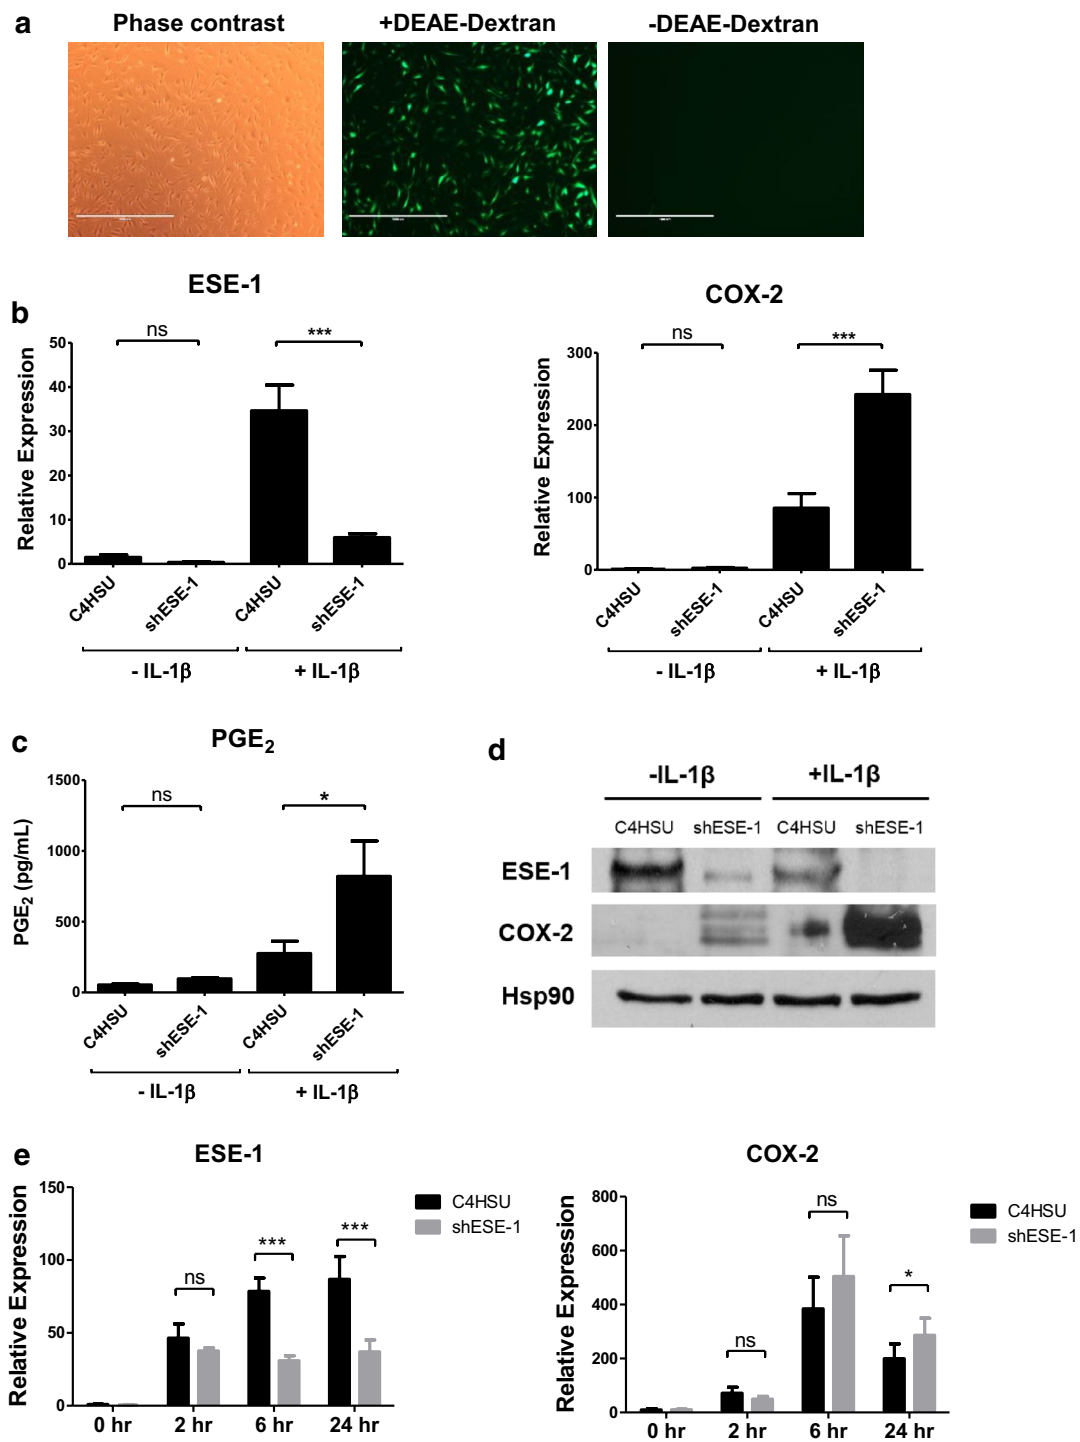 a
Phase contrast
+DEAE-Dextran
-DEAE-Dextran
b
ESE-1
Relative Expression
50
40
30
20
10
0
ns
***
C4HSU
shESE-1
C4HSU
shESE-1
- IL-1β
+ IL-1β
COX-2
Relative Expression
300
200
100
0
ns
***
C4HSU
shESE-1
C4HSU
shESE-1
- IL-1β
+ IL-1β
c
PGE2
PGE2 (pg/mL)
1500
1000
500
0
ns
*
C4HSU
shESE-1
C4HSU
shESE-1
- IL-1β
+ IL-1β
d
-IL-1β
+IL-1β
C4HSU
shESE-1
C4HSU
shESE-1
ESE-1
COX-2
Hsp90
e
ESE-1
Relative Expression
150
100
50
0
ns
***
***
0 hr
2 hr
6 hr
24 hr
C4HSU
shESE-1
COX-2
Relative Expression
800
600
400
200
0
ns
ns
*
0 hr
2 hr
6 hr
24 hr
C4HSU
shESE-1